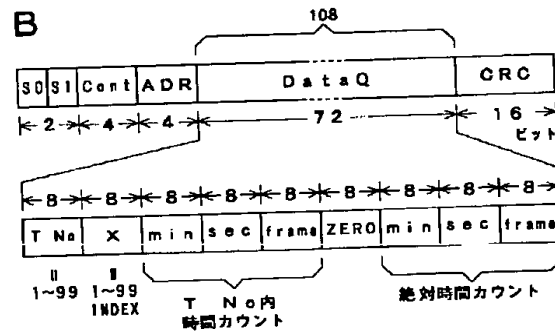 B
108
S0 S1 Cont ADR DataQ CRC
2 4 4 72 16
ビット
8 8 8 8 8 8 8 8 8
T No X min sec frame ZERO min sec frame
II II
1~99 1~99
INDEX
T No内
時間カウント
絶対時間カウント